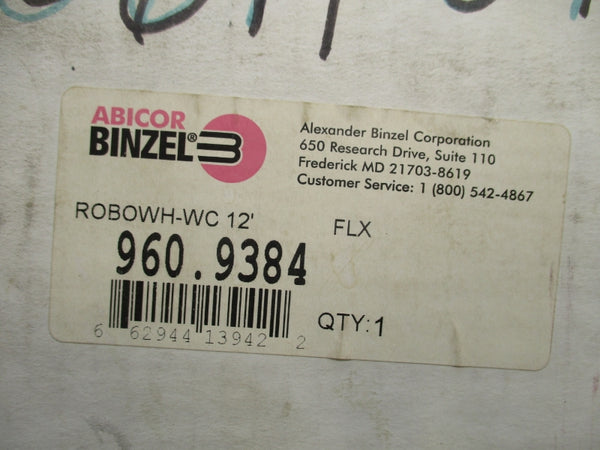 ABICOR
BINZEL®
Alexander Binzel Corporation
650 Research Drive, Suite 110
Frederick MD 21703-8619
Customer Service: 1 (800) 542-4867
ROBOWH-WC 12' FLX
960.9384
QTY:1
6 62944 13942 2